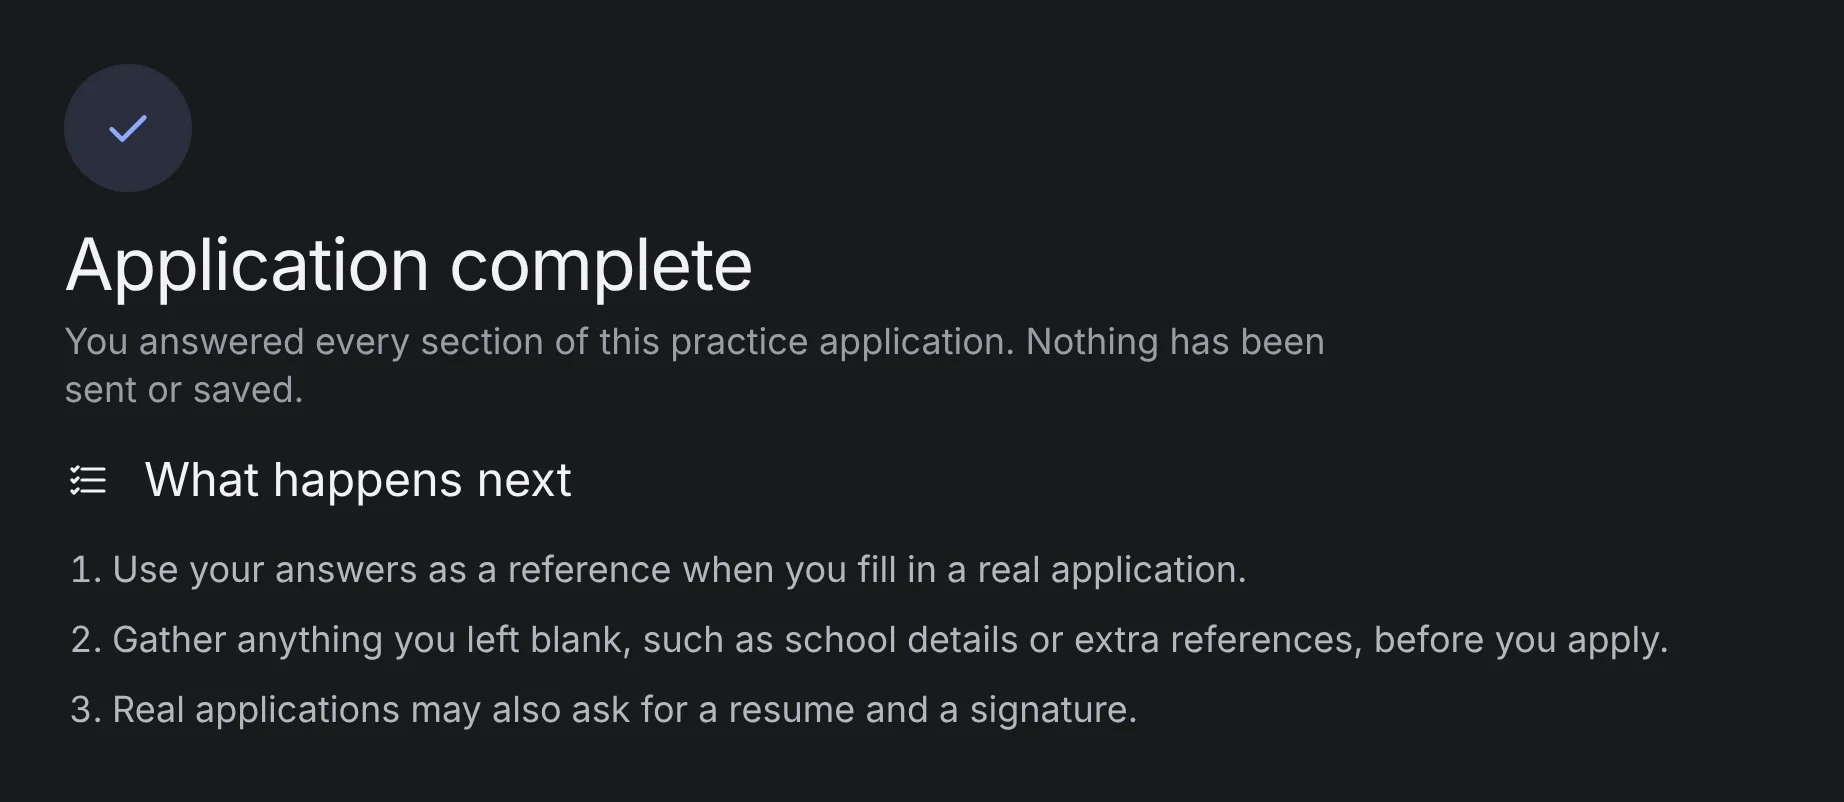 Application complete
You answered every section of this practice application. Nothing has been
sent or saved.
What happens next
1. Use your answers as a reference when you fill in a real application.
2. Gather anything you left blank, such as school details or extra references, before you apply.
3. Real applications may also ask for a resume and a signature.